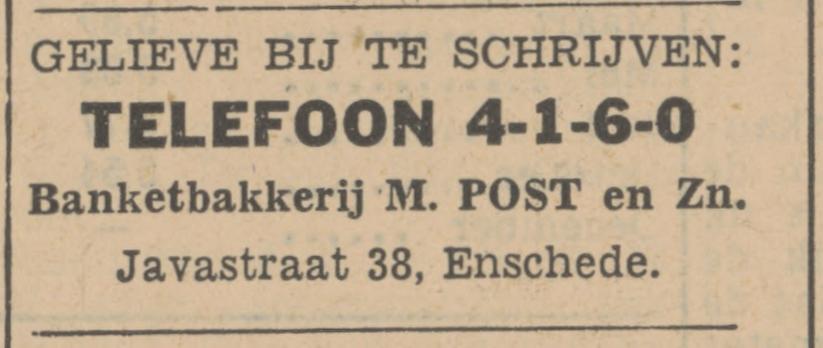 GELIEVE BIJ TE SCHRIJVEN:
TELEFOON 4-1-6-0
Banketbakkerij M. POST en Zn.
Javastraat 38, Enschede.